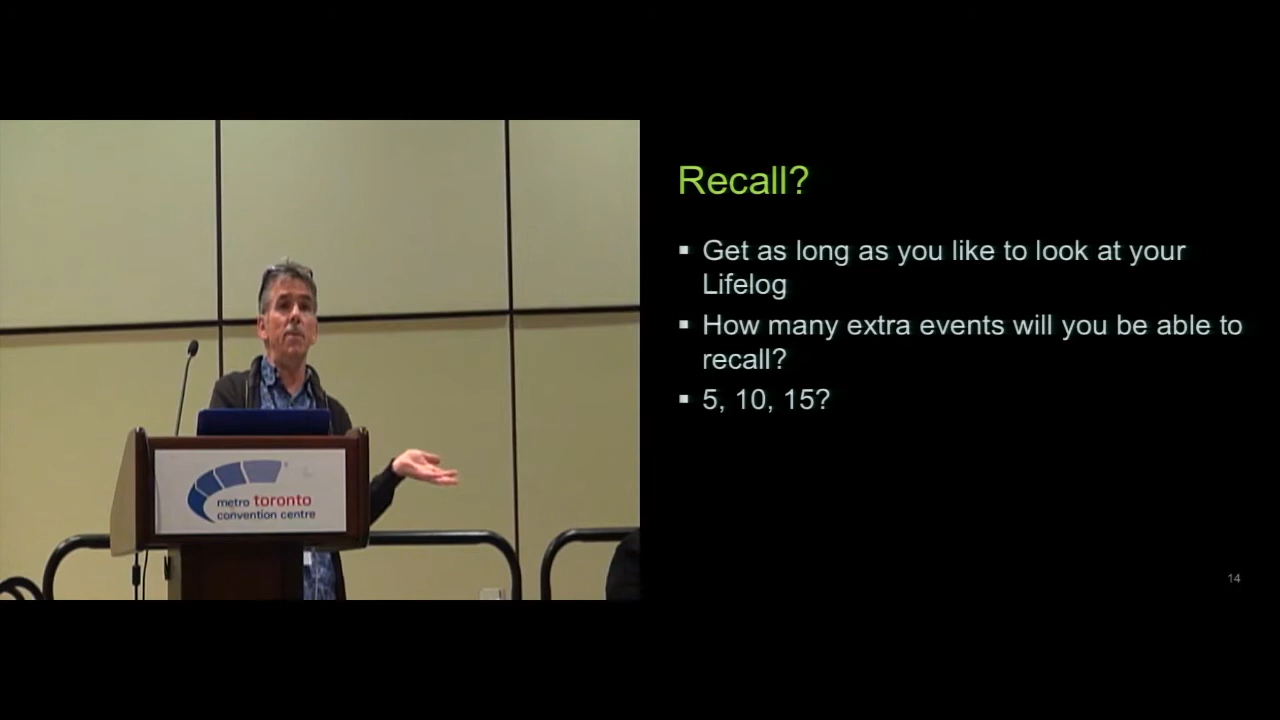 Recall?
▪ Get as long as you like to look at your
Lifelog
▪ How many extra events will you be able to
recall?
▪ 5, 10, 15?
metro toronto
convention centre
14